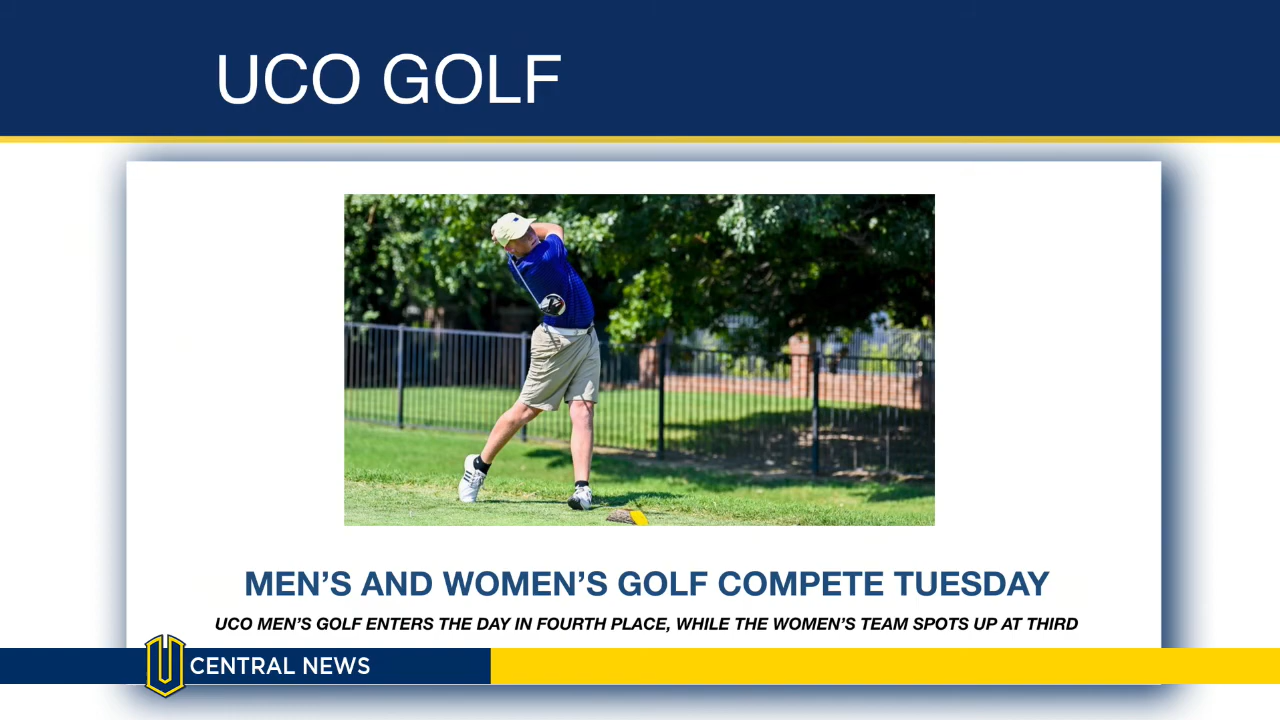 UCO GOLF
MEN'S AND WOMEN'S GOLF COMPETE TUESDAY
UCO MEN'S GOLF ENTERS THE DAY IN FOURTH PLACE, WHILE THE WOMEN'S TEAM SPOTS UP AT THIRD
CENTRAL NEWS